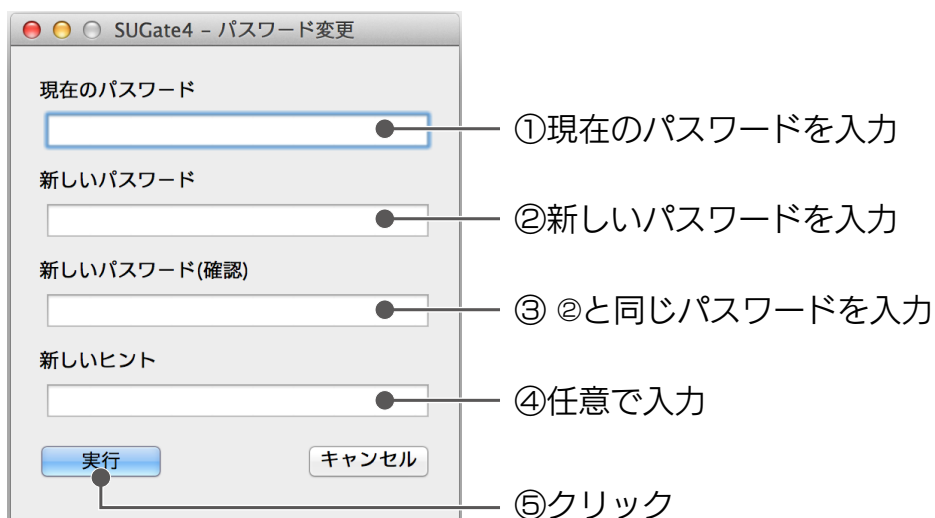 SUGate4 – パスワード変更
現在のパスワード
①現在のパスワードを入力
新しいパスワード
②新しいパスワードを入力
新しいパスワード(確認)
③ ②と同じパスワードを入力
新しいヒント
④任意で入力
実行
キャンセル
⑤クリック